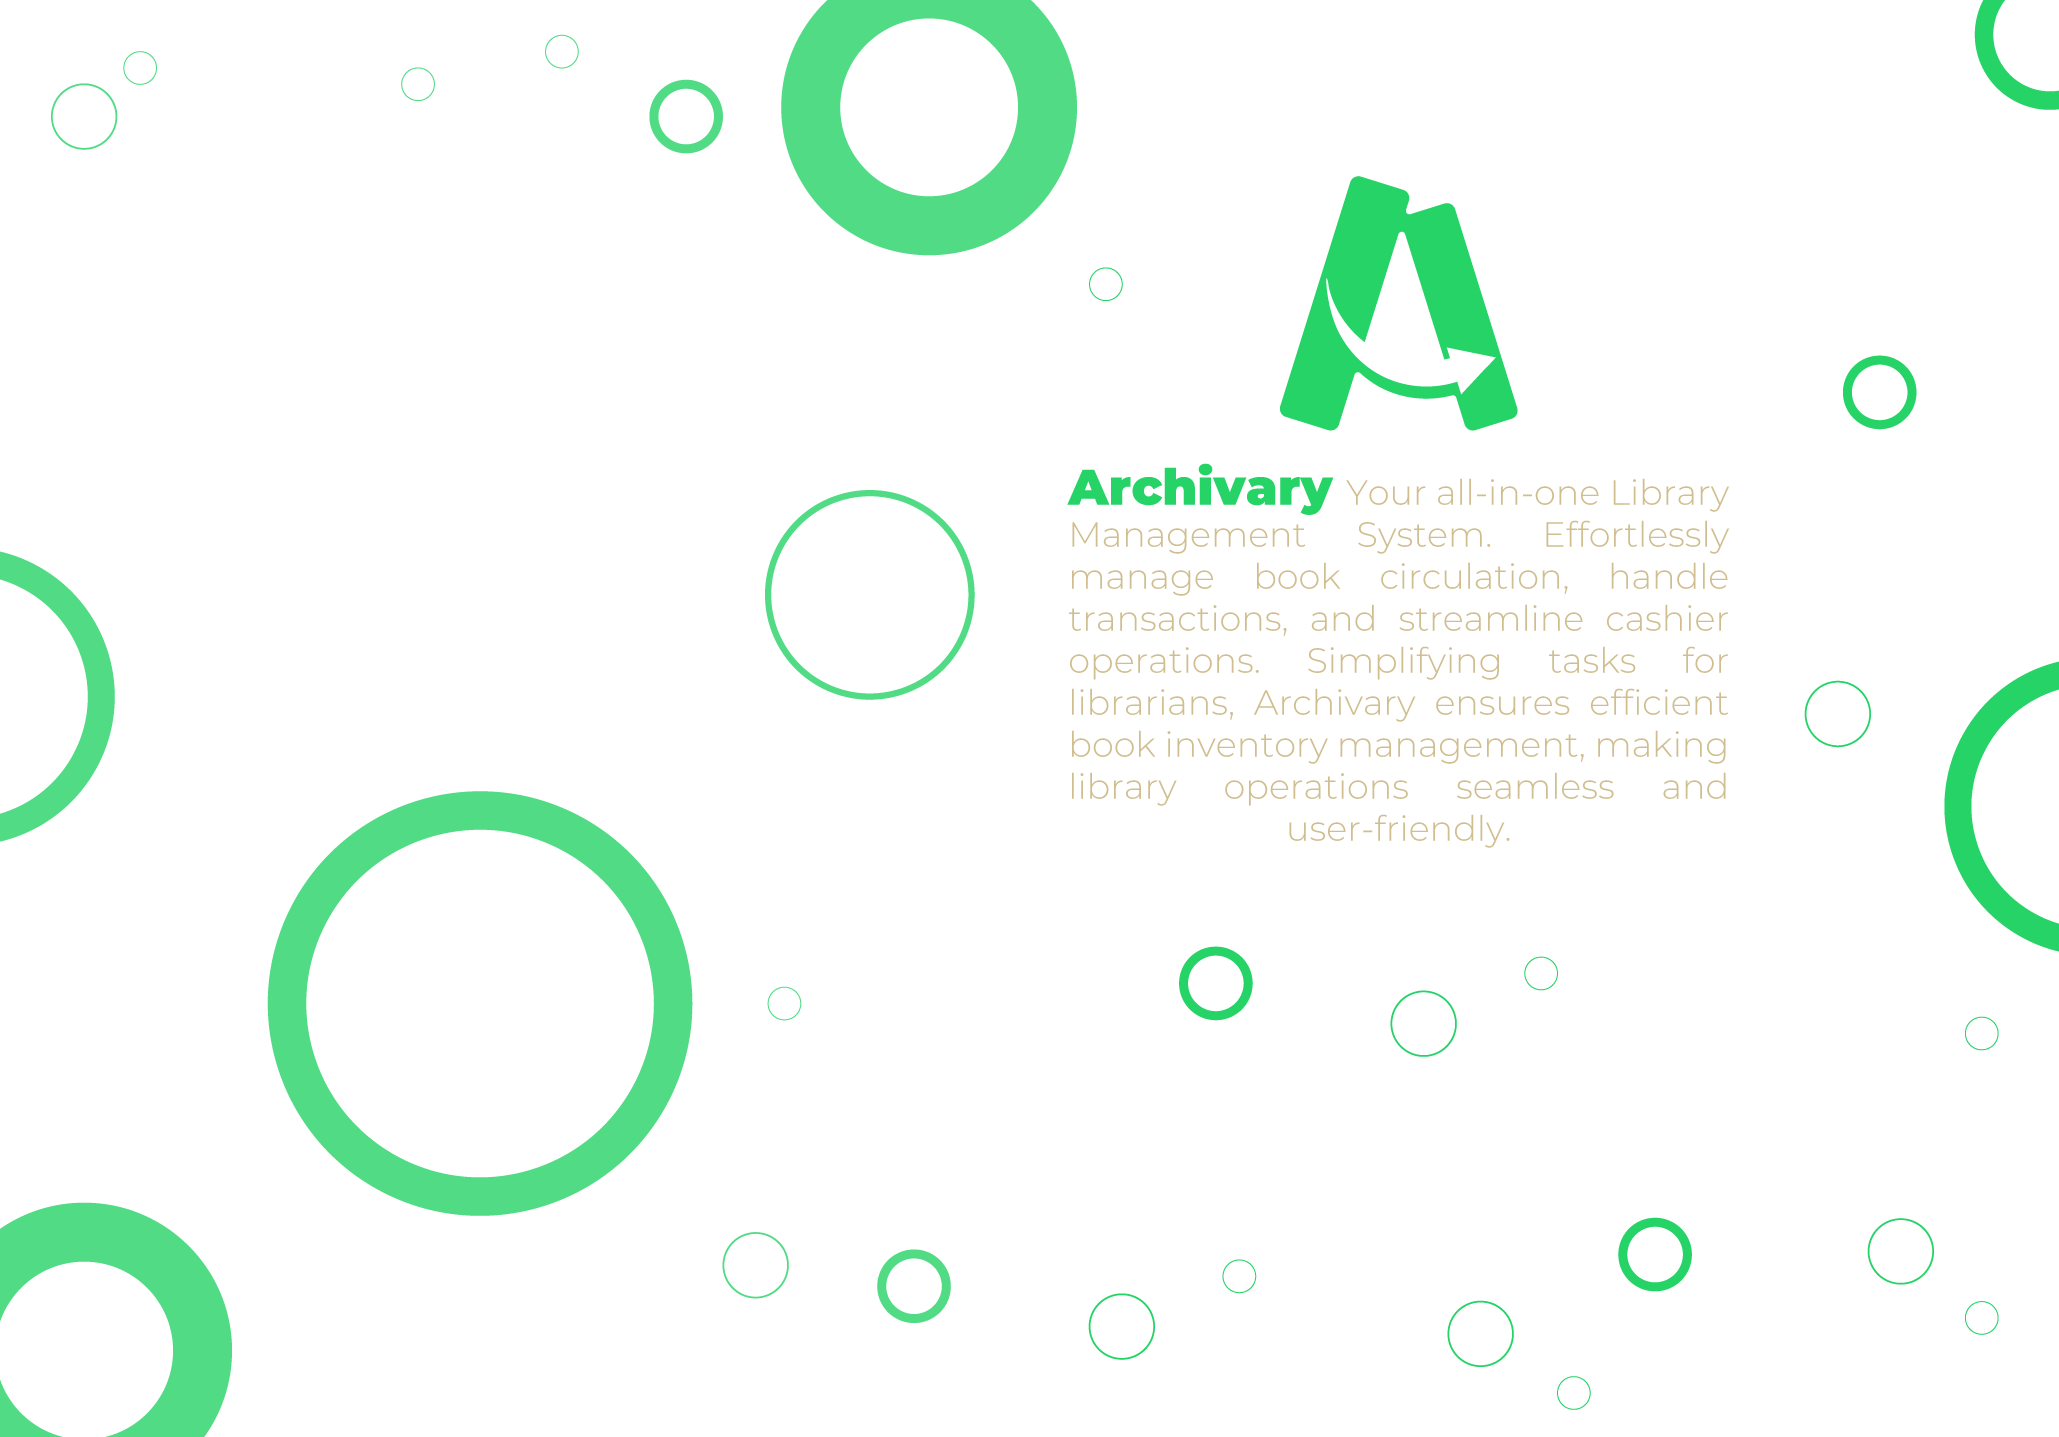 Archivary Your all-in-one Library
Management System. Effortlessly
manage book circulation, handle
transactions, and streamline cashier
operations. Simplifying tasks for
librarians, Archivary ensures efficient
book inventory management, making
library operations seamless and
user-friendly.